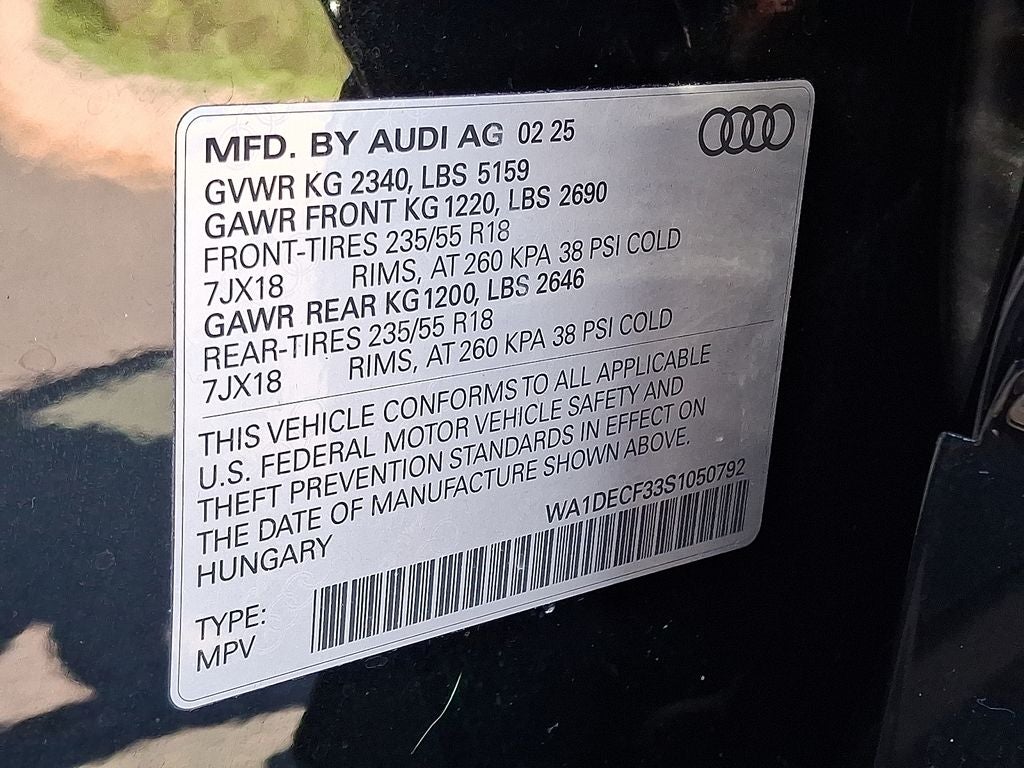 MFD. BY AUDI AG 02 25
GVWR KG 2340, LBS 5159
GAWR FRONT KG 1220, LBS 2690
FRONT-TIRES 235/55 R18
7JX18 RIMS, AT 260 KPA 38 PSI COLD
GAWR REAR KG 1200, LBS 2646
REAR-TIRES 235/55 R18
7JX18 RIMS, AT 260 KPA 38 PSI COLD
THIS VEHICLE CONFORMS TO ALL APPLICABLE
U.S. FEDERAL MOTOR VEHICLE SAFETY AND
THEFT PREVENTION STANDARDS IN EFFECT ON
THE DATE OF MANUFACTURE SHOWN ABOVE.
HUNGARY WA1DECF33S1050792
TYPE:
MPV